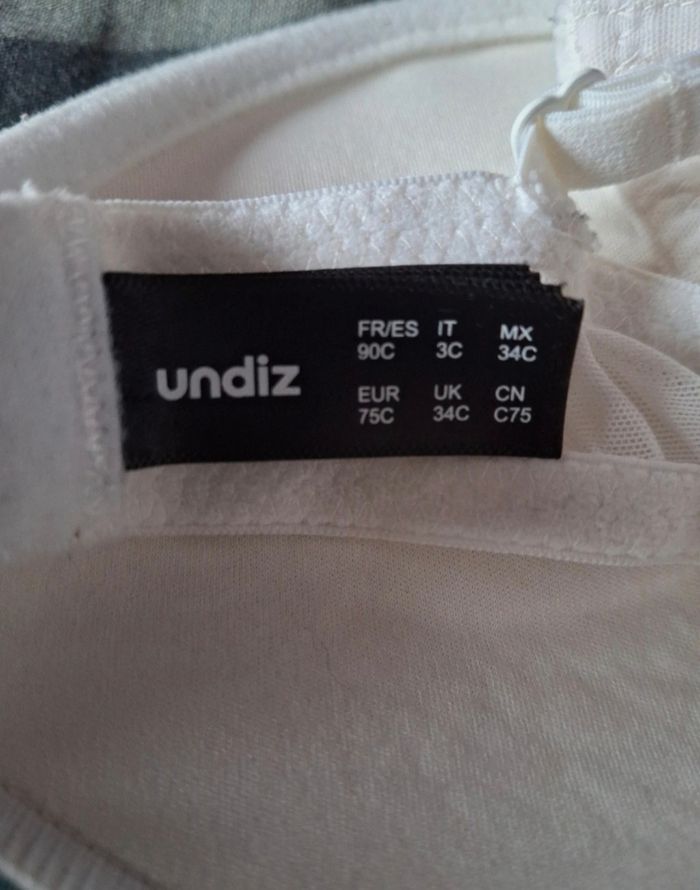 undiz
FR/ES IT MX
90C 3C 34C
EUR UK CN
75C 34C C75